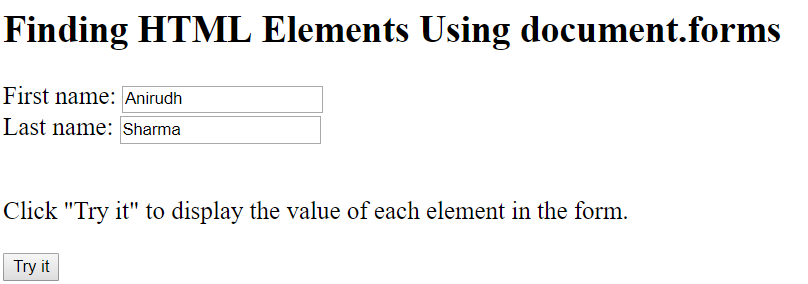 Finding HTML Elements Using document.forms
First name: Anirudh
Last name: Sharma
Click "Try it" to display the value of each element in the form.
Try it